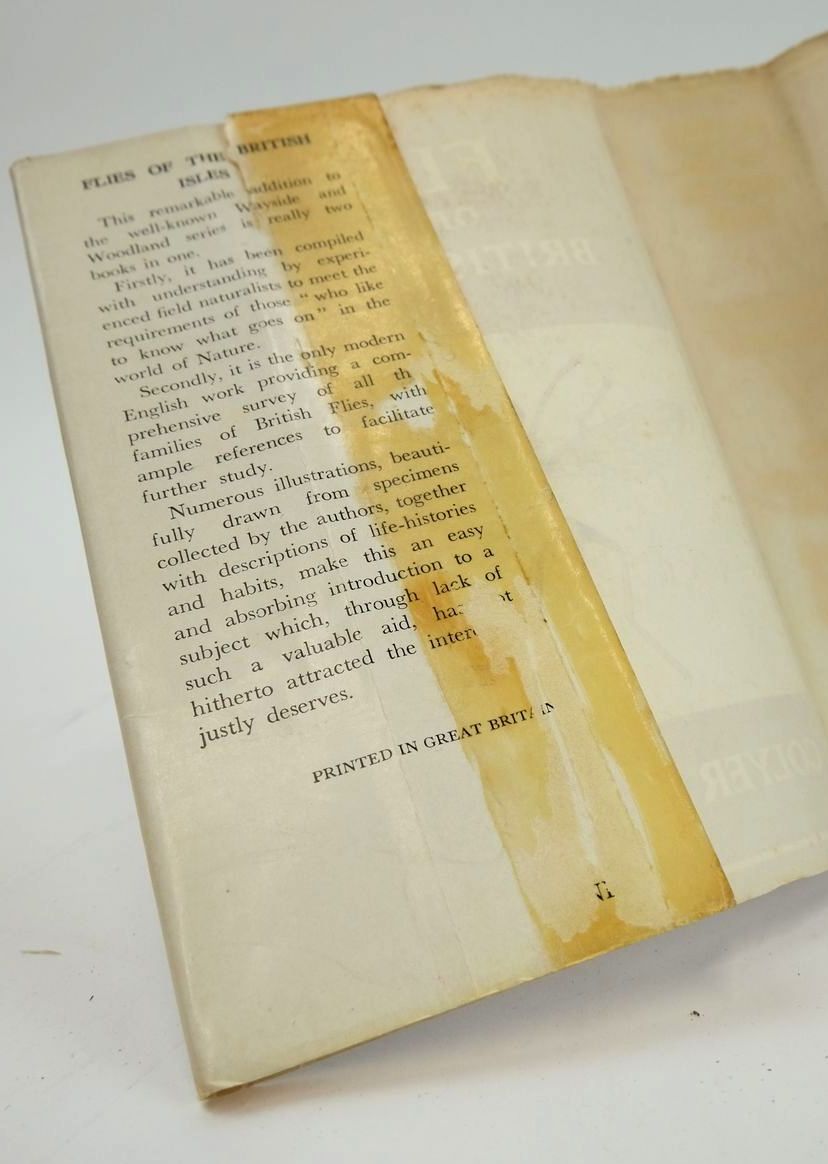 FLIES OF THE BRITISH
ISLES
This remarkable addition to
the well-known Wayside and
Woodland series is really two
books in one.
Firstly, it has been compiled
with understanding by experi-
enced field naturalists to meet the
requirements of those “who like
to know what goes on” in the
world of Nature.
Secondly, it is the only modern
English work providing a com-
prehensive survey of all th
families of British Flies, with
ample references to facilitate
further study.
Numerous illustrations, beauti-
fully drawn from specimens
collected by the authors, together
with descriptions of life-histories
and habits, make this an easy
and absorbing introduction to a
subject which, through lack of
such a valuable aid,
hitherto attracted the
justly deserves.
PRINTED IN GREAT BRITAIN
FL
OF
BRITIS
OLYER